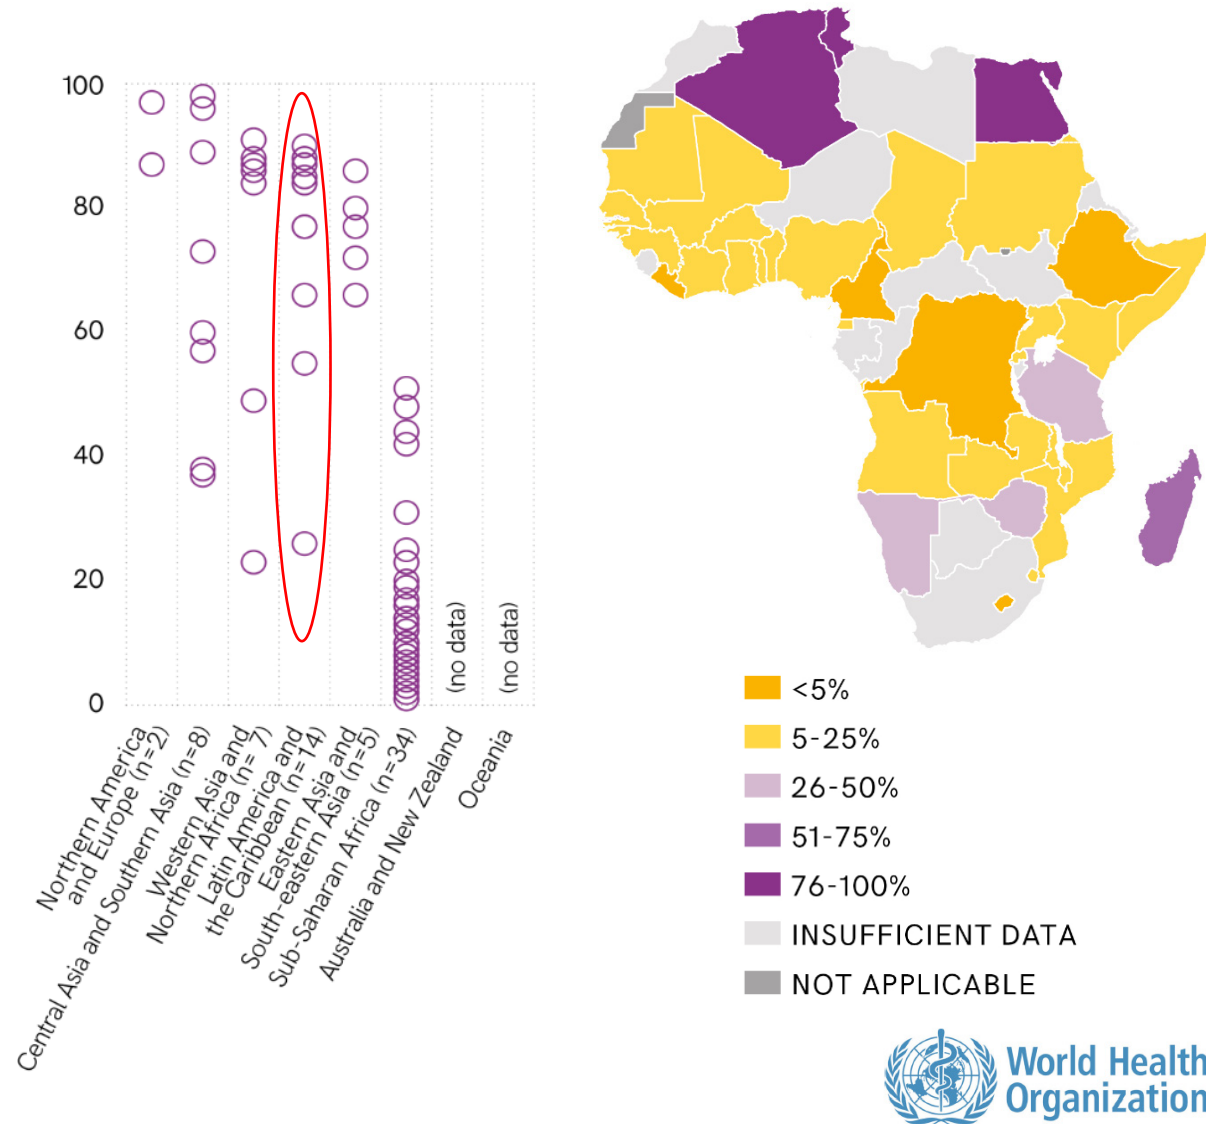 100
80
60
40
20
0
(no data)
(no data)
Northern America
and Europe (n=2)
Central Asia and Southern Asia (n=8)
Western Asia and
Northern Africa (n=7)
Latin America and
the Caribbean (n=14)
Eastern Asia and
South-eastern Asia (n=5)
Sub-Saharan Africa (n=34)
Australia and New Zealand
Oceania
<5%
5-25%
26-50%
51-75%
76-100%
INSUFFICIENT DATA
NOT APPLICABLE
World Health
Organization